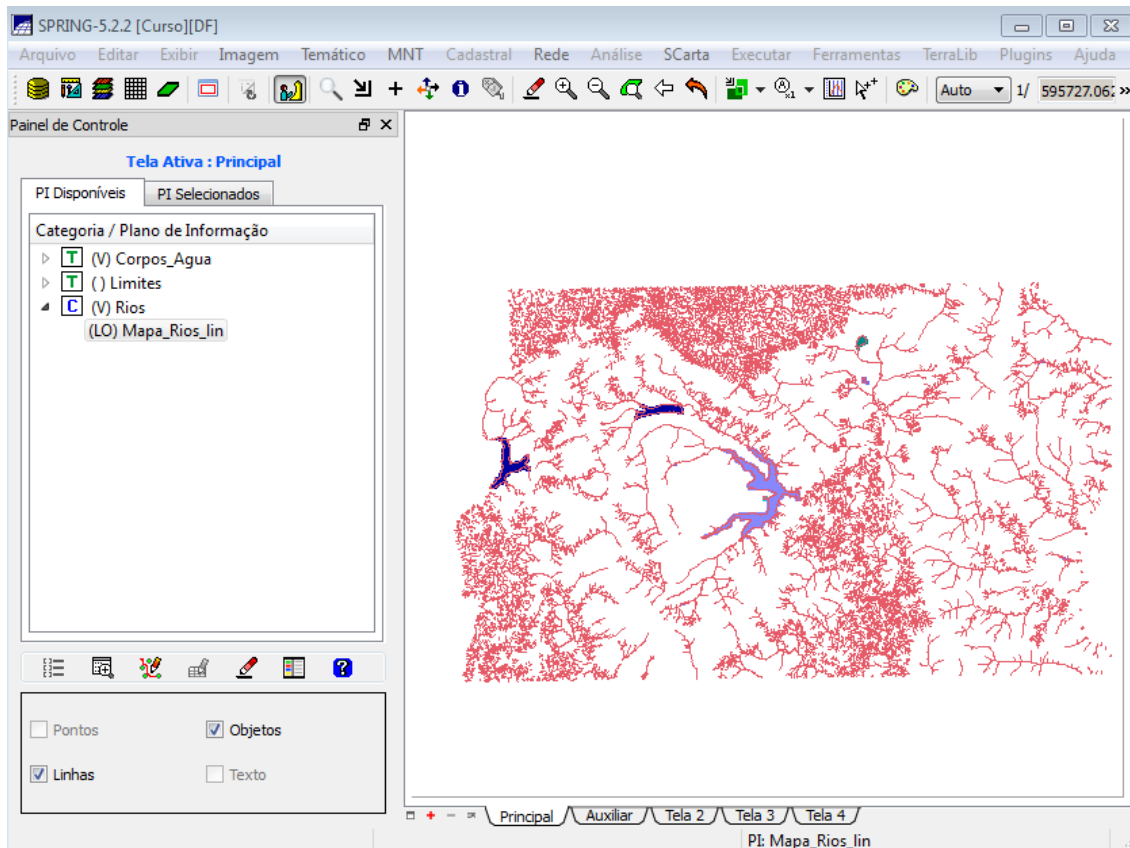 SPRING-5.2.2 [Curso][DF]
Arquivo Editar Exibir Imagem Temático MNT Cadastral Rede Análise SCarta Executar Ferramentas TerraLib Plugins Ajuda
Auto 1/ 595727.062 »
Painel de Controle
Tela Ativa : Principal
PI Disponíveis PI Selecionados
Categoria / Plano de Informação
T (V) Corpos_Agua
T ( ) Limites
C (V) Rios
(LO) Mapa_Rios_lin
Pontos Objetos
Linhas Texto
Principal Auxiliar Tela 2 Tela 3 Tela 4
PI: Mapa_Rios_lin